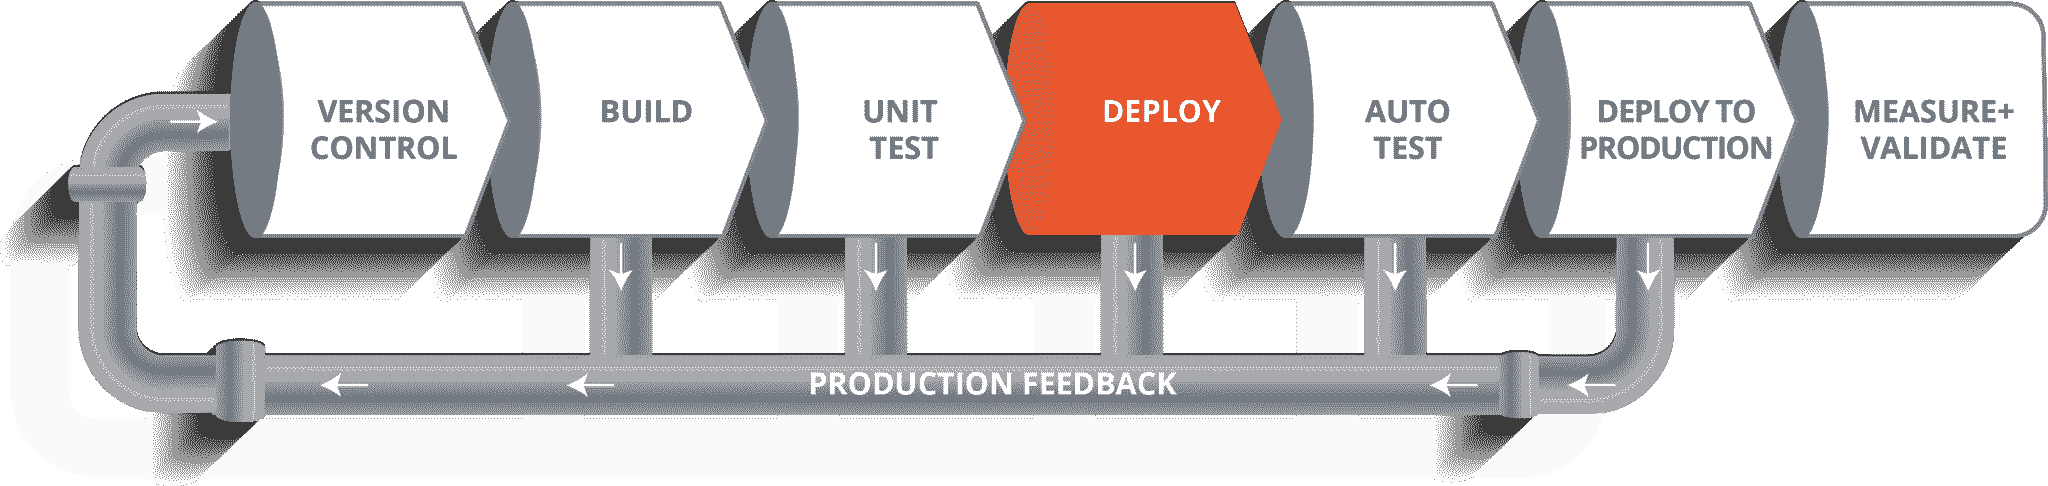 VERSION
CONTROL
BUILD
UNIT
TEST
DEPLOY
AUTO
TEST
DEPLOY TO
PRODUCTION
MEASURE+
VALIDATE
PRODUCTION FEEDBACK